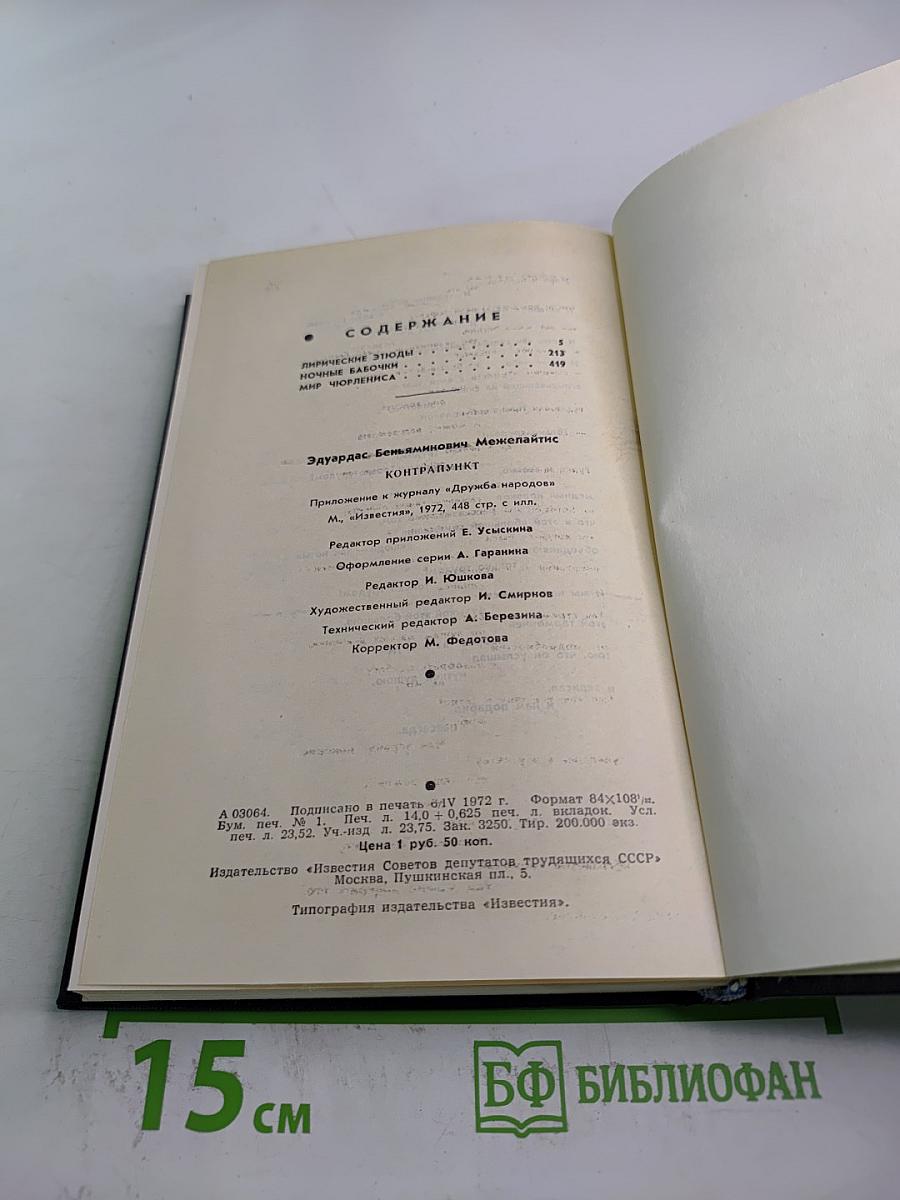 СОДЕРЖАНИЕ
ЛИРИЧЕСКИЕ ЭТЮДЫ . . . . . . . . . . 5
НОЧНЫЕ БАБОЧКИ . . . . . . . . . . 213
МИР ЧЮРЛЕНИСА . . . . . . . . . . 419
Эдуардас Беньяминович Межелайтис
КОНТРАПУНКТ
Приложение к журналу «Дружба народов»
М., «Известия», 1972, 448 стр. с илл.
Редактор приложений Е. Усыскина
Оформление серии А. Гаранина
Редактор И. Юшкова
Художественный редактор И. Смирнов
Технический редактор А. Березина
Корректор М. Федотова
А 03064. Подписано в печать 6/IV 1972 г. Формат 84×108¹/₃₂.
Бум. печ. № 1. Печ. л. 14,0 + 0,625 печ. л. вкладок. Усл.
печ. л. 23,52. Уч.-изд л. 23,75. Зак. 3250. Тир. 200.000 экз.
Цена 1 руб. 50 коп.
Издательство «Известия Советов депутатов трудящихся СССР»
Москва, Пушкинская пл., 5.
Типография издательства «Известия».
15 см
БФ БИБЛИОФАН